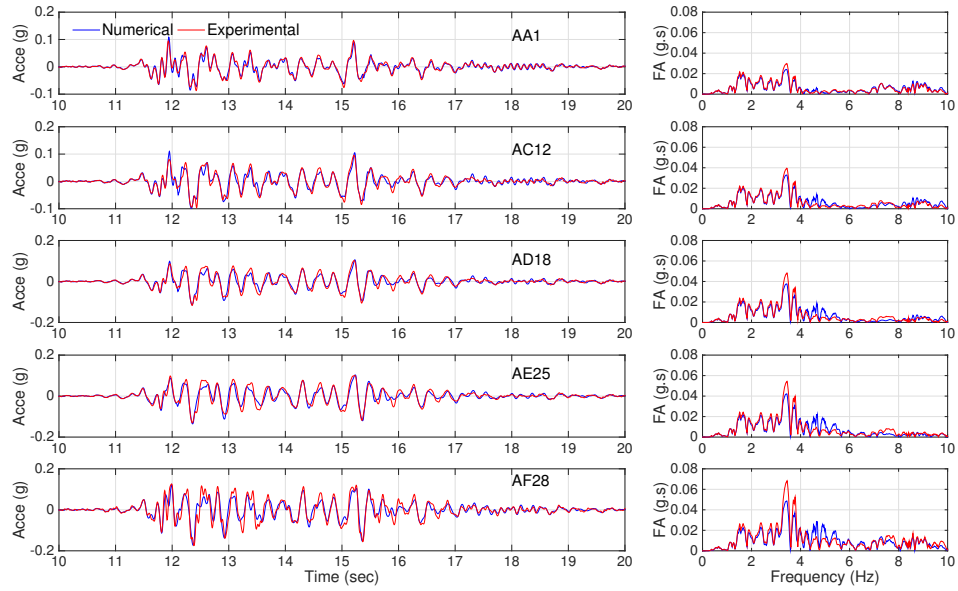 Acce (g)
0.2
0.1
0
-0.1
Numerical
Experimental
AA1
10 11 12 13 14 15 16 17 18 19 20
FA (g.s)
0.08
0.06
0.04
0.02
0
0 2 4 6 8 10
Acce (g)
0.2
0.1
0
-0.1
AC12
10 11 12 13 14 15 16 17 18 19 20
FA (g.s)
0.08
0.06
0.04
0.02
0
0 2 4 6 8 10
Acce (g)
0.2
0
-0.2
AD18
10 11 12 13 14 15 16 17 18 19 20
FA (g.s)
0.08
0.06
0.04
0.02
0
0 2 4 6 8 10
Acce (g)
0.2
0
-0.2
AE25
10 11 12 13 14 15 16 17 18 19 20
FA (g.s)
0.08
0.06
0.04
0.02
0
0 2 4 6 8 10
Acce (g)
0.2
0
-0.2
AF28
10 11 12 13 14 15 16 17 18 19 20
Time (sec)
FA (g.s)
0.08
0.06
0.04
0.02
0
0 2 4 6 8 10
Frequency (Hz)